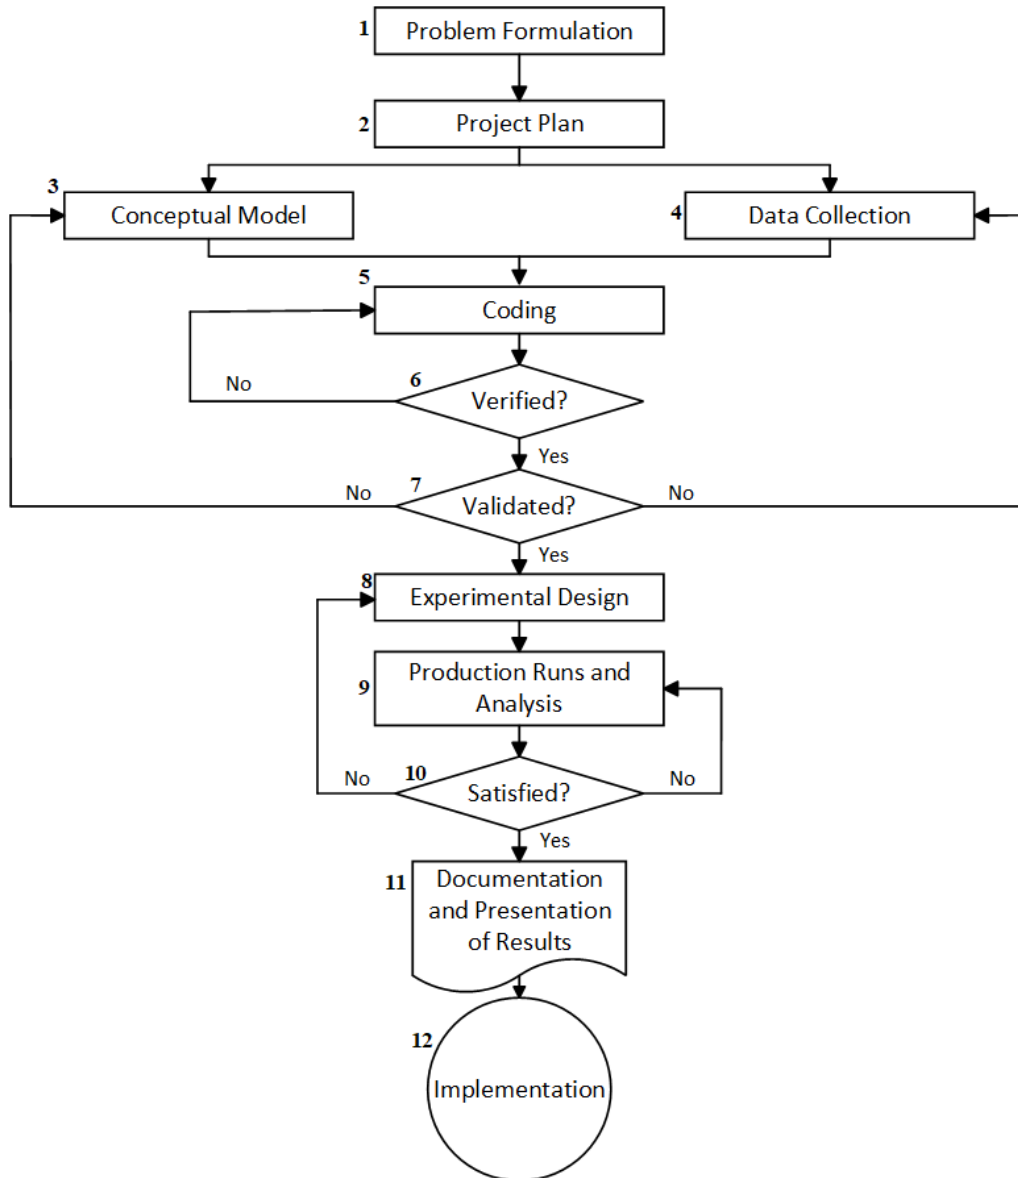 1
Problem Formulation
2
Project Plan
3
Conceptual Model
4
Data Collection
5
Coding
6
Verified?
No
Yes
7
Validated?
No
No
Yes
8
Experimental Design
9
Production Runs and
Analysis
10
Satisfied?
No
No
Yes
11
Documentation
and Presentation
of Results
12
Implementation